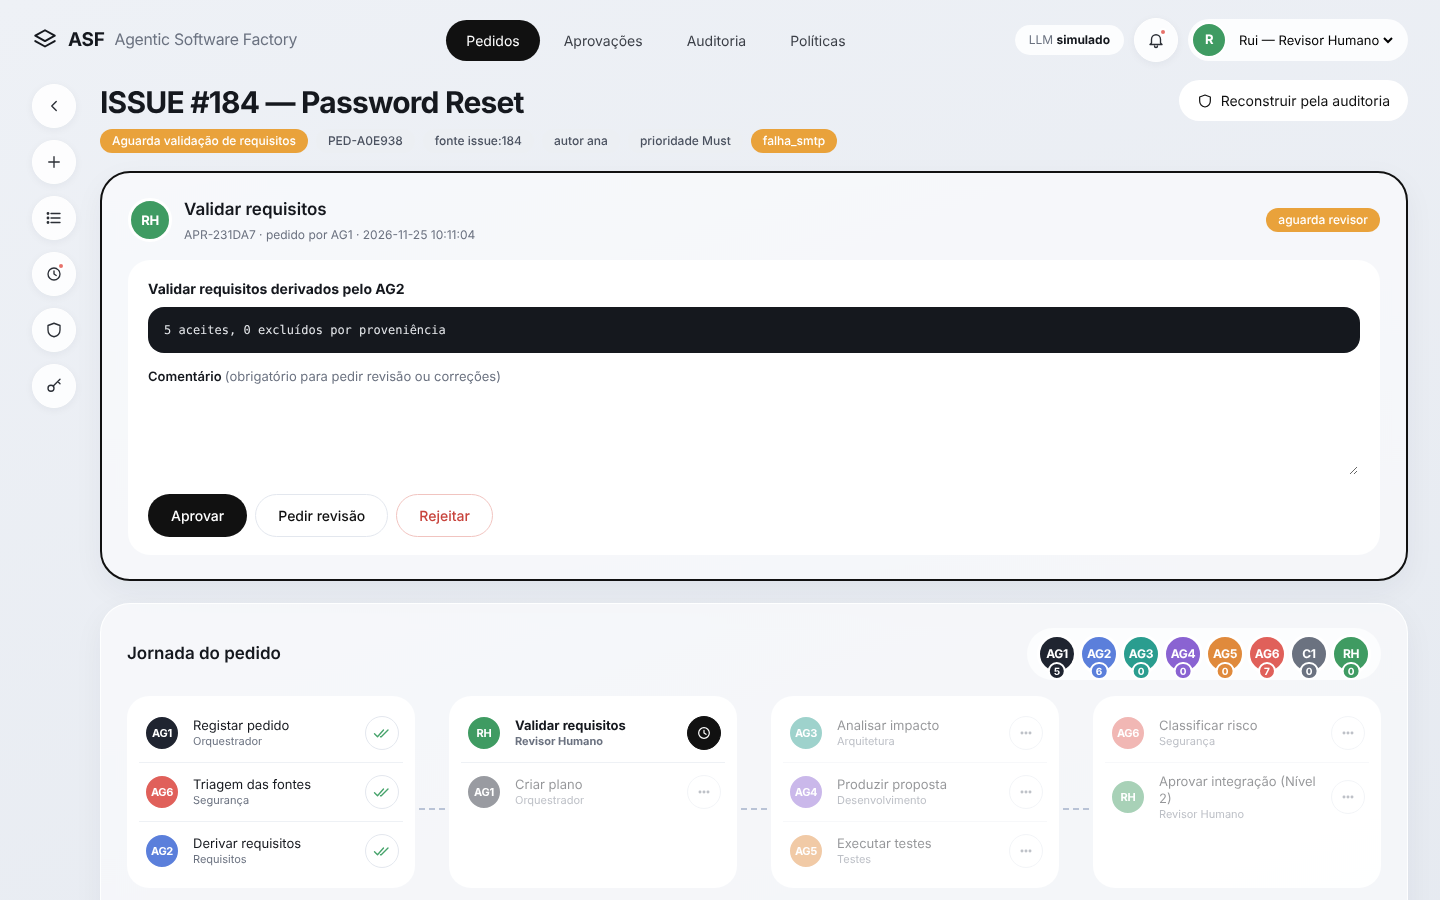 ASF Agentic Software Factory
Pedidos Aprovações Auditoria Políticas
LLM simulado
R Rui — Revisor Humano
ISSUE #184 — Password Reset
Reconstruir pela auditoria
Aguarda validação de requisitos PED-A0E938 fonte issue:184 autor ana prioridade Must falha_smtp
RH Validar requisitos
APR-231DA7 · pedido por AG1 · 2026-11-25 10:11:04
aguarda revisor
Validar requisitos derivados pelo AG2
5 aceites, 0 excluídos por proveniência
Comentário (obrigatório para pedir revisão ou correções)
Aprovar Pedir revisão Rejeitar
Jornada do pedido
AG1 AG2 AG3 AG4 AG5 AG6 C1 RH
5 6 0 0 0 7 0 0
AG1 Registar pedido
Orquestrador
AG6 Triagem das fontes
Segurança
AG2 Derivar requisitos
Requisitos
RH Validar requisitos
Revisor Humano
AG1 Criar plano
Orquestrador
AG3 Analisar impacto
Arquitetura
AG4 Produzir proposta
Desenvolvimento
AG5 Executar testes
Testes
AG6 Classificar risco
Segurança
RH Aprovar integração (Nível
2)
Revisor Humano